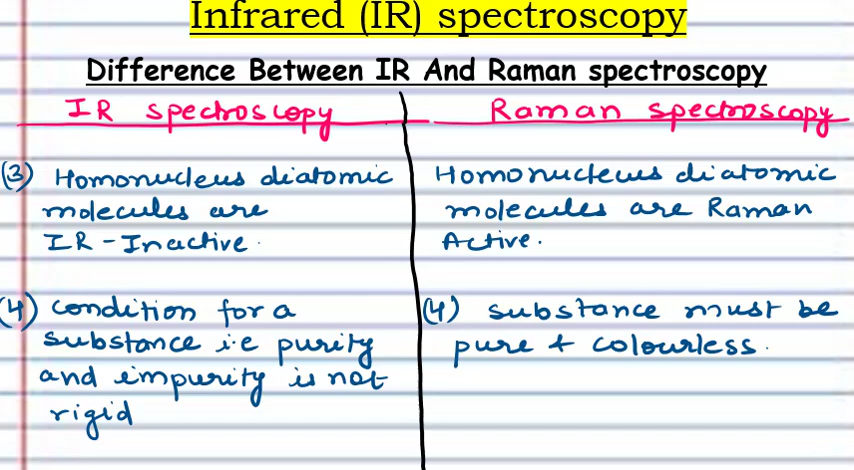 Infrared (IR) spectroscopy
Difference Between IR And Raman spectroscopy
IR spectroscopy
Raman spectroscopy
(3) Homonucleus diatomic
molecules are
IR-Inactive.
Homonucleus diatomic
molecules are Raman
Active.
(4) condition for a
substance i.e purity
and impurity is not
rigid
(4) substance must be
pure + colourless.